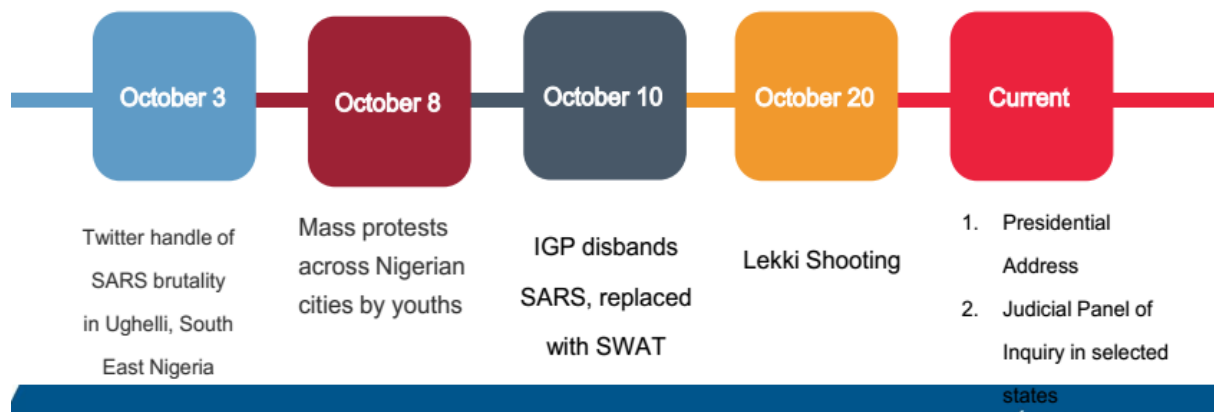 October 3
October 8
October 10
October 20
Current
Twitter handle of
SARS brutality
in Ughelli, South
East Nigeria
Mass protests
across Nigerian
cities by youths
IGP disbands
SARS, replaced
with SWAT
Lekki Shooting
1. Presidential
Address
2. Judicial Panel of
Inquiry in selected
states